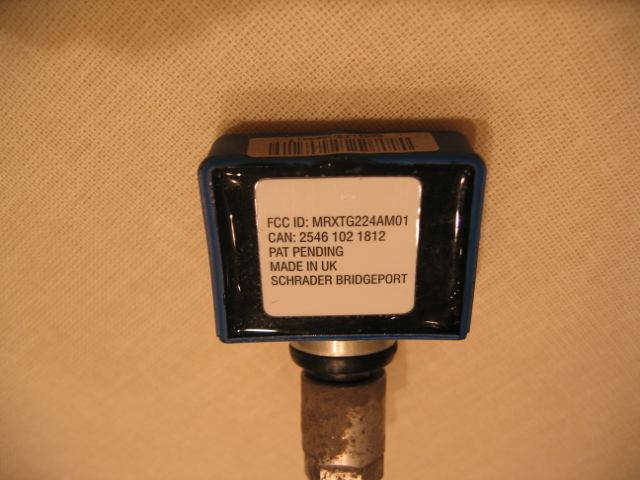 FCC ID: MRXTG224AM01
CAN: 2546 102 1812
PAT PENDING
MADE IN UK
SCHRADER BRIDGEPORT